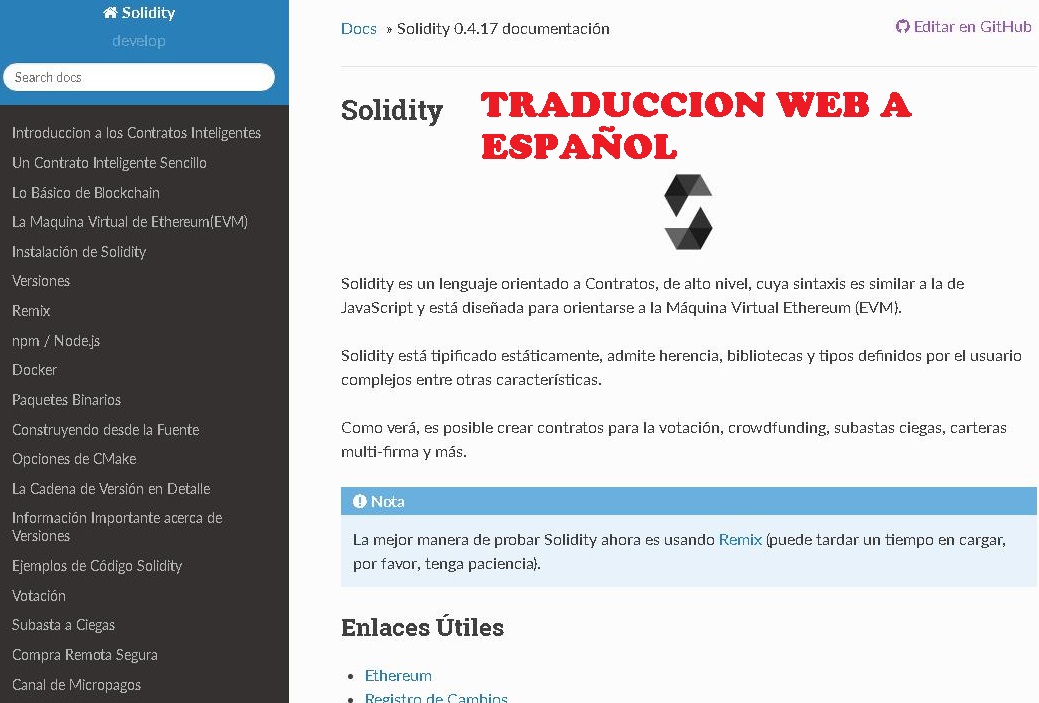 Solidity
develop
Search docs
Introduccion a los Contratos Inteligentes
Un Contrato Inteligente Sencillo
Lo Básico de Blockchain
La Maquina Virtual de Ethereum(EVM)
Instalación de Solidity
Versiones
Remix
npm / Node.js
Docker
Paquetes Binarios
Construyendo desde la Fuente
Opciones de CMake
La Cadena de Versión en Detalle
Información Importante acerca de
Versiones
Ejemplos de Código Solidity
Votación
Subasta a Ciegas
Compra Remota Segura
Canal de Micropagos
Docs » Solidity 0.4.17 documentación
Editar en GitHub
Solidity
TRADUCCION WEB A
ESPAÑOL
Solidity es un lenguaje orientado a Contratos, de alto nivel, cuya sintaxis es similar a la de
JavaScript y está diseñada para orientarse a la Máquina Virtual Ethereum (EVM).
Solidity está tipificado estáticamente, admite herencia, bibliotecas y tipos definidos por el usuario
complejos entre otras características.
Como verá, es posible crear contratos para la votación, crowdfunding, subastas ciegas, carteras
multi-firma y más.
Nota
La mejor manera de probar Solidity ahora es usando Remix (puede tardar un tiempo en cargar,
por favor, tenga paciencia).
Enlaces Útiles
Ethereum
Registro de Cambios